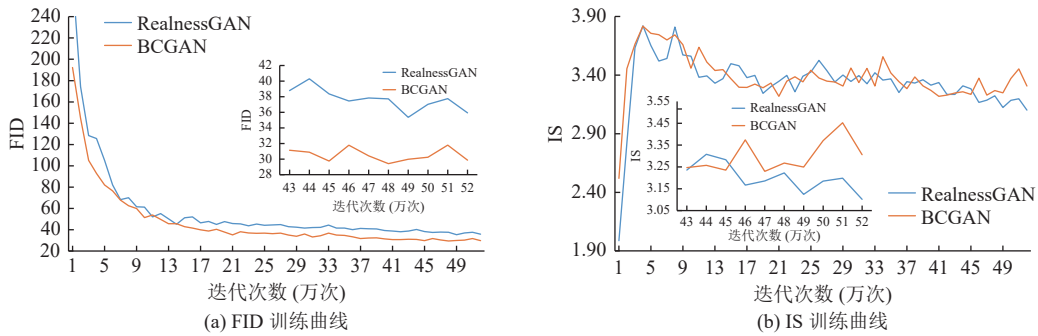 240
220
200
180
160
140
120
100
80
60
40
20
FID
RealnessGAN
BCGAN
42
40
38
36
34
32
30
28
FID
RealnessGAN
BCGAN
43 44 45 46 47 48 49 50 51 52
迭代次数 (万次)
1 5 9 13 17 21 25 29 33 37 41 45 49
迭代次数 (万次)
(a) FID 训练曲线
3.90
3.40
2.90
2.40
1.90
IS
3.55
3.45
3.35
3.25
3.15
3.05
IS
RealnessGAN
BCGAN
43 44 45 46 47 48 49 50 51 52
迭代次数 (万次)
RealnessGAN
BCGAN
1 5 9 13 17 21 25 29 33 37 41 45 49
迭代次数 (万次)
(b) IS 训练曲线